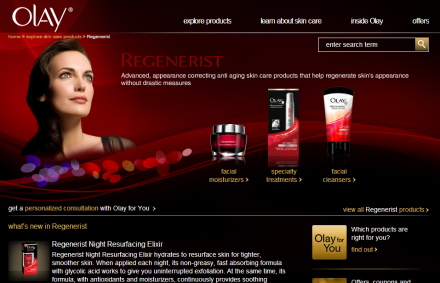 OLAY®
explore products
learn about skin care
inside Olay
offers
home > explore skin care products > Regenerist
enter search term
REGENERIST
Advanced, appearance correcting anti aging skin care products that help regenerate skin's appearance
without drastic measures
OLAY
OLAY
OLAY
facial
moisturizers >
specialty
treatments >
facial
cleansers >
get a personalized consultation with Olay for You >
view all Regenerist products >
what's new in Regenerist
Regenerist Night Resurfacing Elixir
Regenerist Night Resurfacing Elixir hydrates to resurface skin for tighter,
smoother skin. When applied each night, its non-greasy, fast absorbing formula
with glycolic acid works to give you uninterrupted exfoliation. At the same time, its
formula, with antioxidants and moisturizers, continuously provides soothing
Olay for
You
Which products are
right for you?
find out >
Offers, coupons and